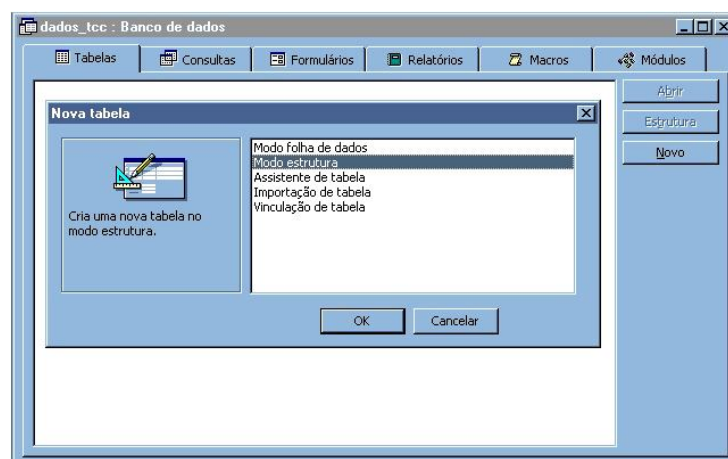 dados_tcc : Banco de dados
Tabelas Consultas Formulários Relatórios Macros Módulos
Abrir
Estrutura
Novo
Nova tabela
Modo folha de dados
Modo estrutura
Assistente de tabela
Importação de tabela
Vinculação de tabela
Cria uma nova tabela no
modo estrutura.
OK Cancelar